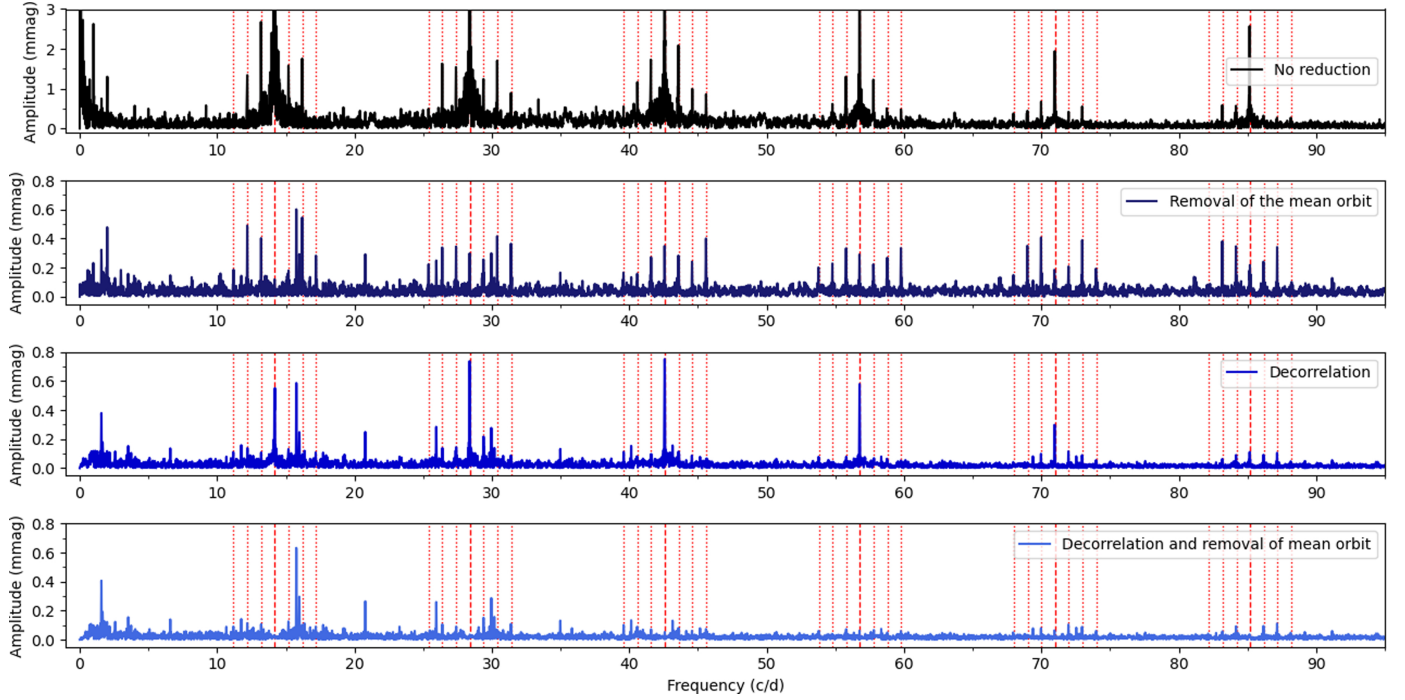 Amplitude (mmag)
3
2
1
0
No reduction
0 10 20 30 40 50 60 70 80 90
Amplitude (mmag)
0.8
0.6
0.4
0.2
0.0
Removal of the mean orbit
0 10 20 30 40 50 60 70 80 90
Amplitude (mmag)
0.8
0.6
0.4
0.2
0.0
Decorrelation
0 10 20 30 40 50 60 70 80 90
Amplitude (mmag)
0.8
0.6
0.4
0.2
0.0
Decorrelation and removal of mean orbit
0 10 20 30 40 50 60 70 80 90
Frequency (c/d)